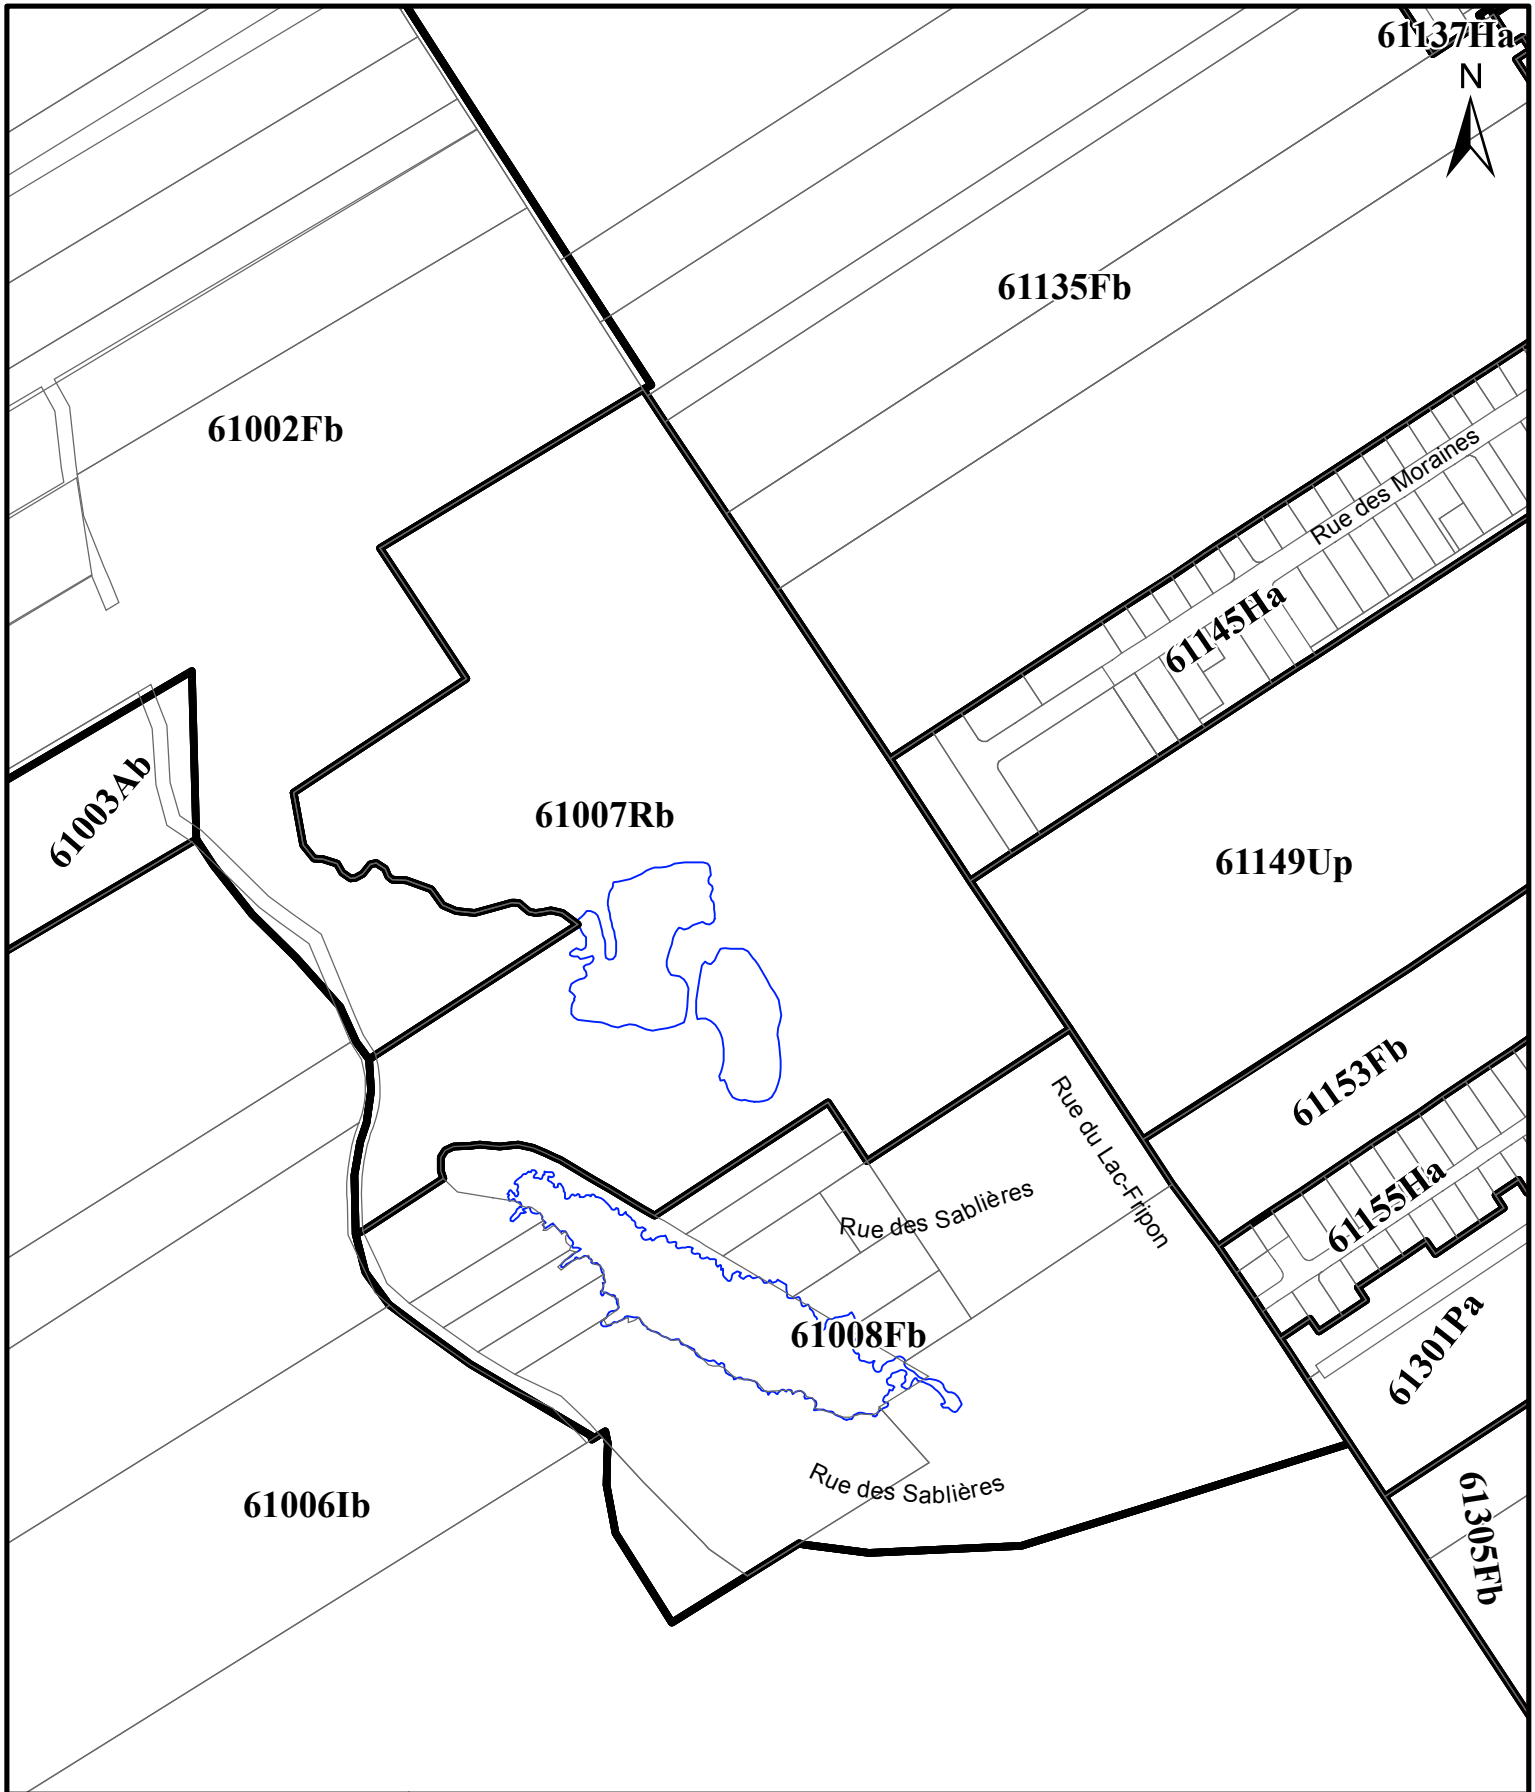 61137Ha
N
61135Fb
61002Fb
Rue des Moraines
61145Ha
61003Ab
61007Rb
61149Up
61153Fb
Rue du Lac-Fripon
61155Ha
Rue des Sablières
61008Fb
61301Pa
Rue des Sablières
61006Ib
61305Fb